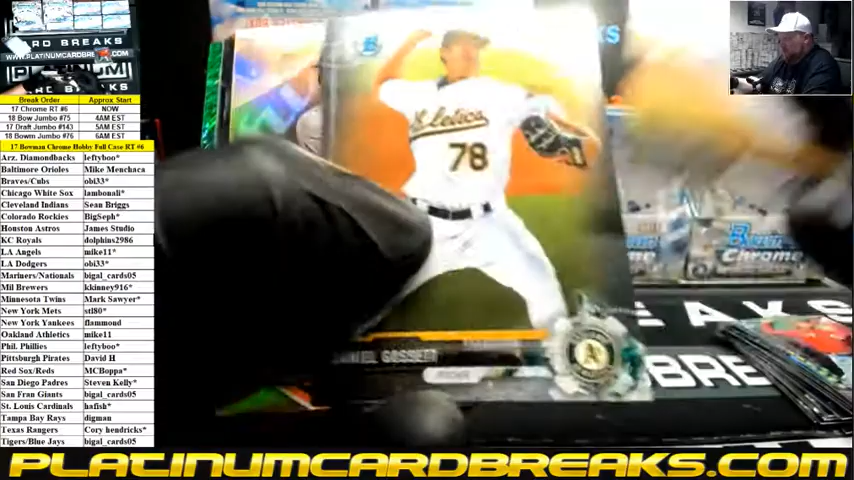 CARD BREAKS
WWW.PLATINUMCARDBREAKS.COM
PLATINUM
Break Order Approx Start
17 Chrome RT #6 NOW
18 Bow Jumbo #75 4AM EST
17 Draft Jumbo #143 5AM EST
18 Bowm Jumbo #76 6AM EST
17 Bowman Chrome Hobby Full Case RT #6
Arz. Diamondbacks leftyboo*
Baltimore Orioles Mike Menchaca
Braves/Cubs obi33*
Chicago White Sox lambonali*
Cleveland Indians Sean Briggs
Colorado Rockies BigSeph*
Houston Astros James Studio
KC Royals dolphins2986
LA Angels mike11*
LA Dodgers obi33*
Mariners/Nationals bigal_cards05
Mil Brewers kkinney916*
Minnesota Twins Mark Sawyer*
New York Mets stl80*
New York Yankees flammond
Oakland Athletics mike11
Phil. Phillies leftyboo*
Pittsburgh Pirates David H
Red Sox/Reds MCBoppa*
San Diego Padres Steven Kelly*
San Fran Giants bigal_cards05
St. Louis Cardinals hafish*
Tampa Bay Rays digman
Texas Rangers Cory hendricks*
Tigers/Blue Jays bigal_cards05
Athletics
78
DANIEL GOSSETT
A
Bowman
Chrome
EAKS
BRE
PLATINUMCARDBREAKS.COM